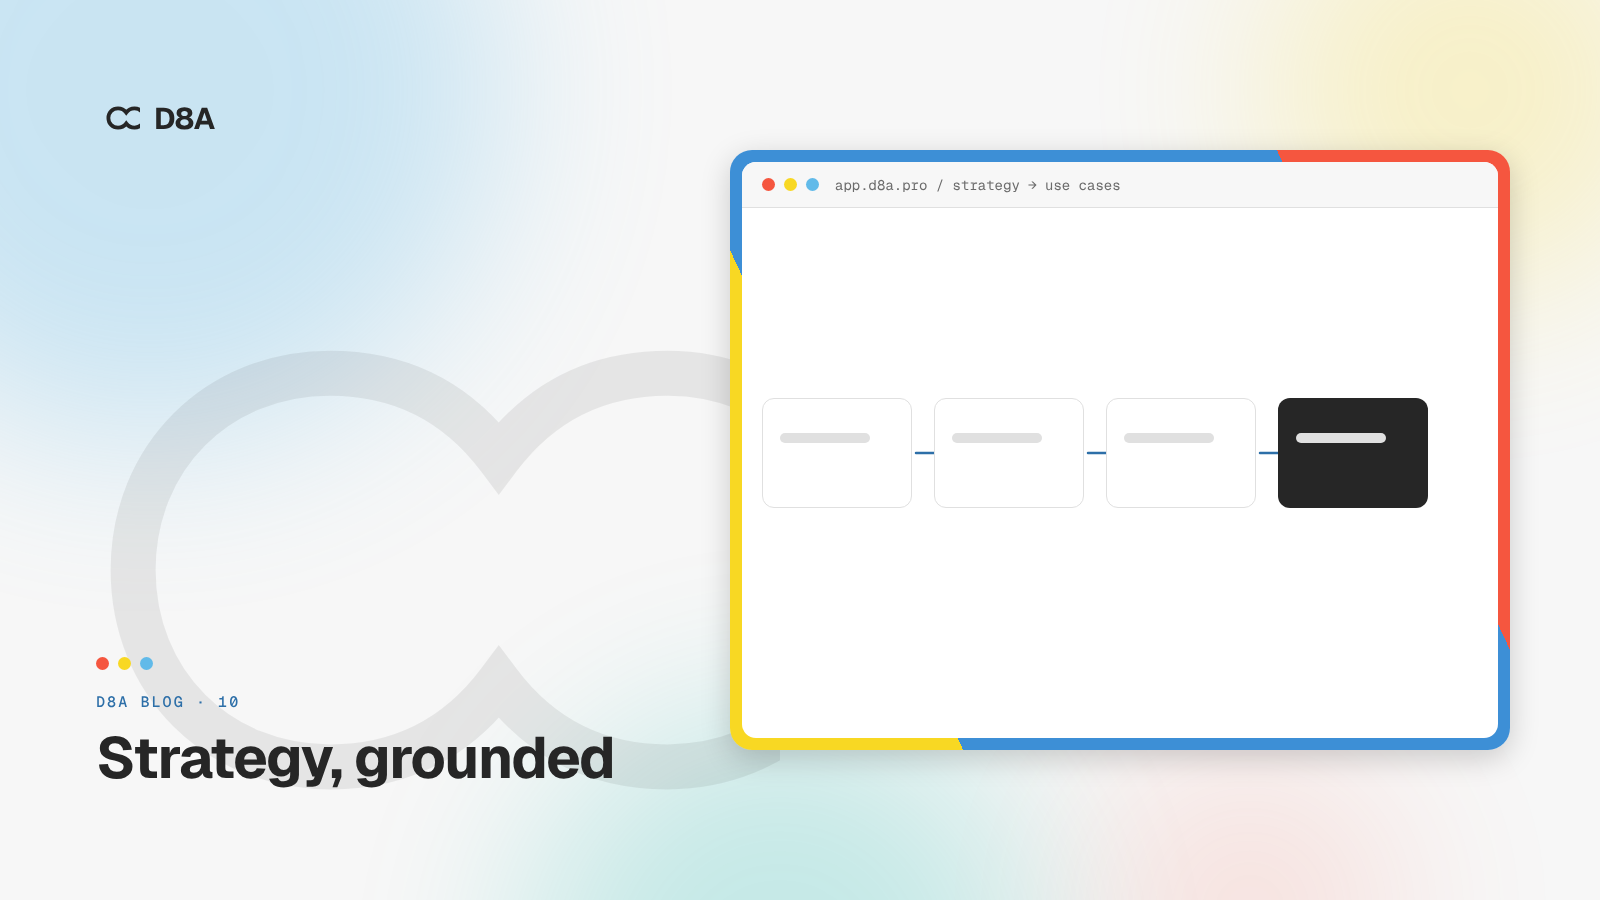 D8A
app.d8a.pro / strategy → use cases
D8A BLOG · 10
Strategy, grounded